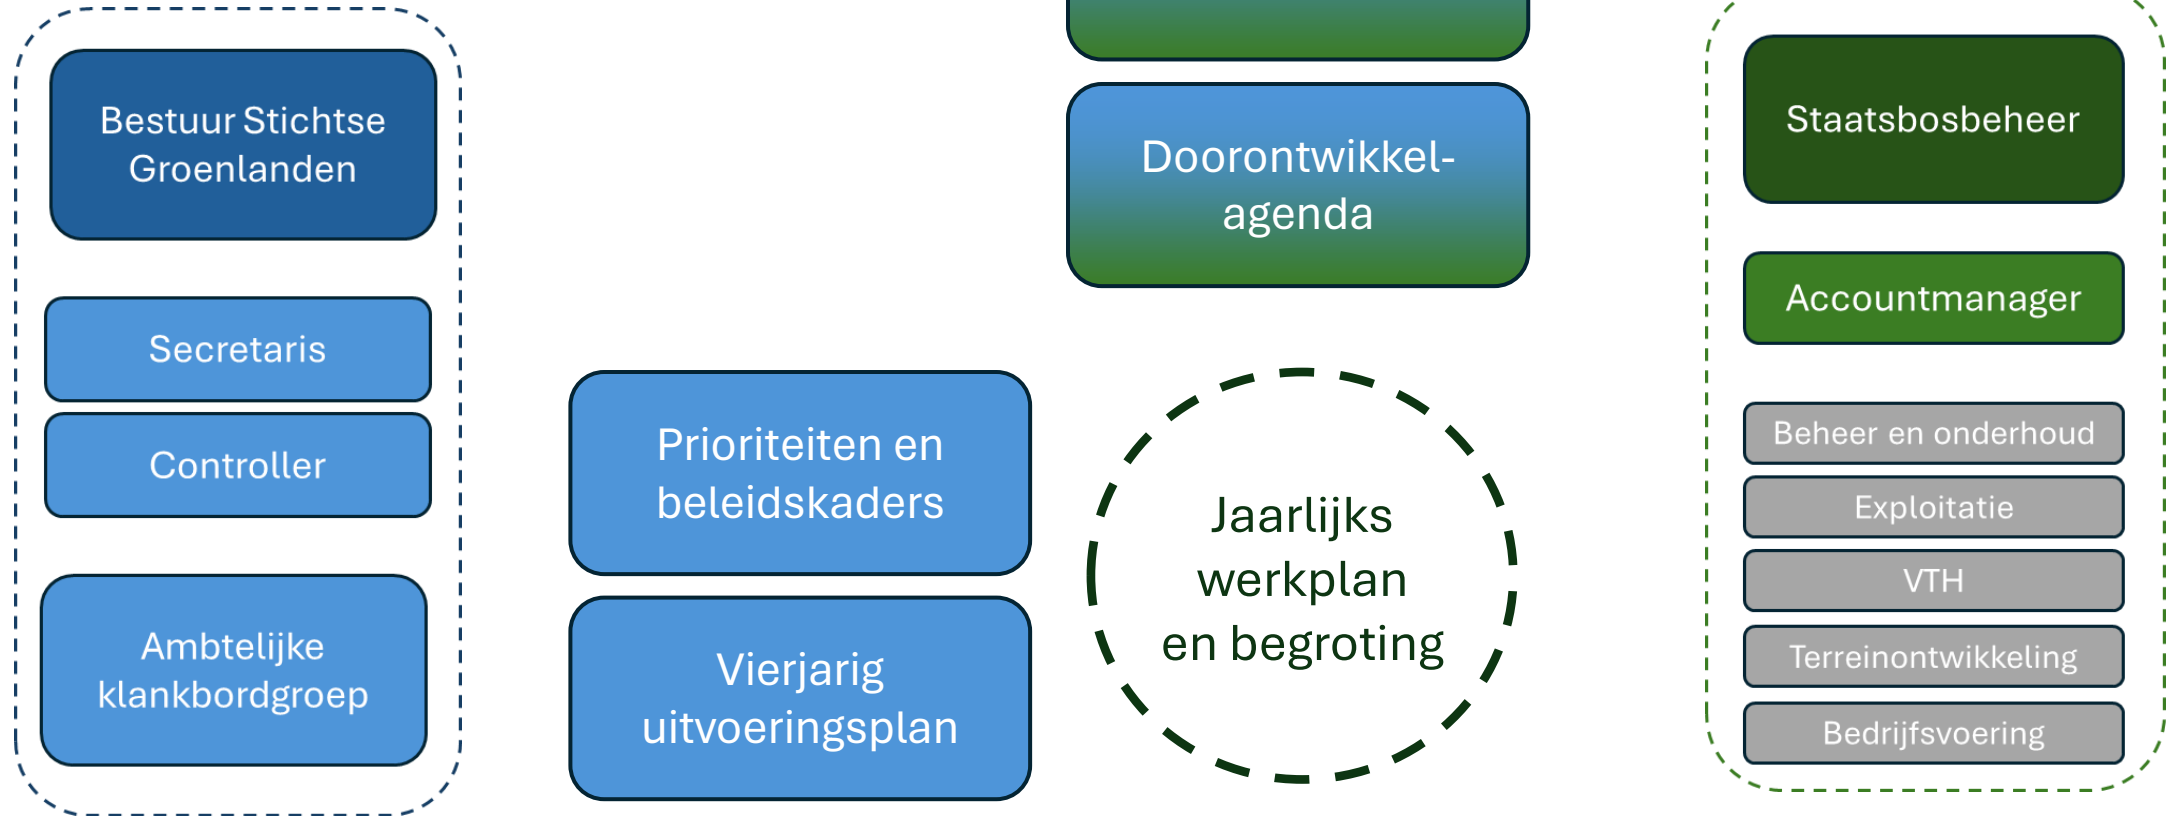 Bestuur Stichtse
Groenlanden
Secretaris
Controller
Ambtelijke
klankbordgroep
Prioriteiten en
beleidskaders
Vierjarig
uitvoeringsplan
Doorontwikkel-
agenda
Jaarlijks
werkplan
en begroting
Staatsbosbeheer
Accountmanager
Beheer en onderhoud
Exploitatie
VTH
Terreinontwikkeling
Bedrijfsvoering